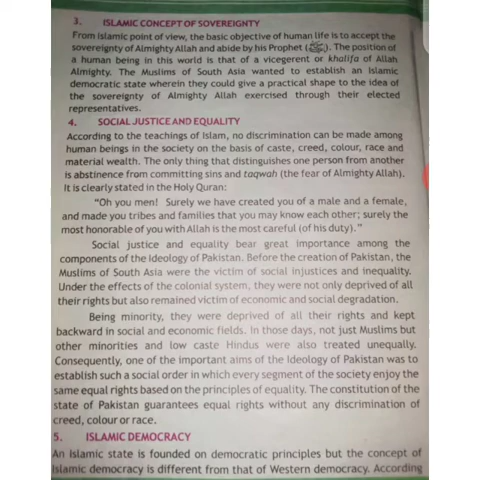 3. ISLAMIC CONCEPT OF SOVEREIGNTY
From Islamic point of view, the basic objective of human life is to accept the
sovereignty of Almighty Allah and abide by his Prophet (ﷺ). The position of
a human being in this world is that of a vicegerent or khalifa of Allah
Almighty. The Muslims of South Asia wanted to establish an Islamic
democratic state wherein they could give a practical shape to the idea of
the sovereignty of Almighty Allah exercised through their elected
representatives.
4. SOCIAL JUSTICE AND EQUALITY
According to the teachings of Islam, no discrimination can be made among
human beings in the society on the basis of caste, creed, colour, race and
material wealth. The only thing that distinguishes one person from another
is abstinence from committing sins and taqwah (the fear of Almighty Allah).
It is clearly stated in the Holy Quran:
"Oh you men! Surely we have created you of a male and a female,
and made you tribes and families that you may know each other; surely the
most honorable of you with Allah is the most careful (of his duty)."
Social justice and equality bear great importance among the
components of the Ideology of Pakistan. Before the creation of Pakistan, the
Muslims of South Asia were the victim of social injustices and inequality.
Under the effects of the colonial system, they were not only deprived of all
their rights but also remained victim of economic and social degradation.
Being minority, they were deprived of all their rights and kept
backward in social and economic fields. In those days, not just Muslims but
other minorities and low caste Hindus were also treated unequally.
Consequently, one of the important aims of the Ideology of Pakistan was to
establish such a social order in which every segment of the society enjoy the
same equal rights based on the principles of equality. The constitution of the
state of Pakistan guarantees equal rights without any discrimination of
creed, colour or race.
5. ISLAMIC DEMOCRACY
An Islamic state is founded on democratic principles but the concept of
Islamic democracy is different from that of Western democracy. According